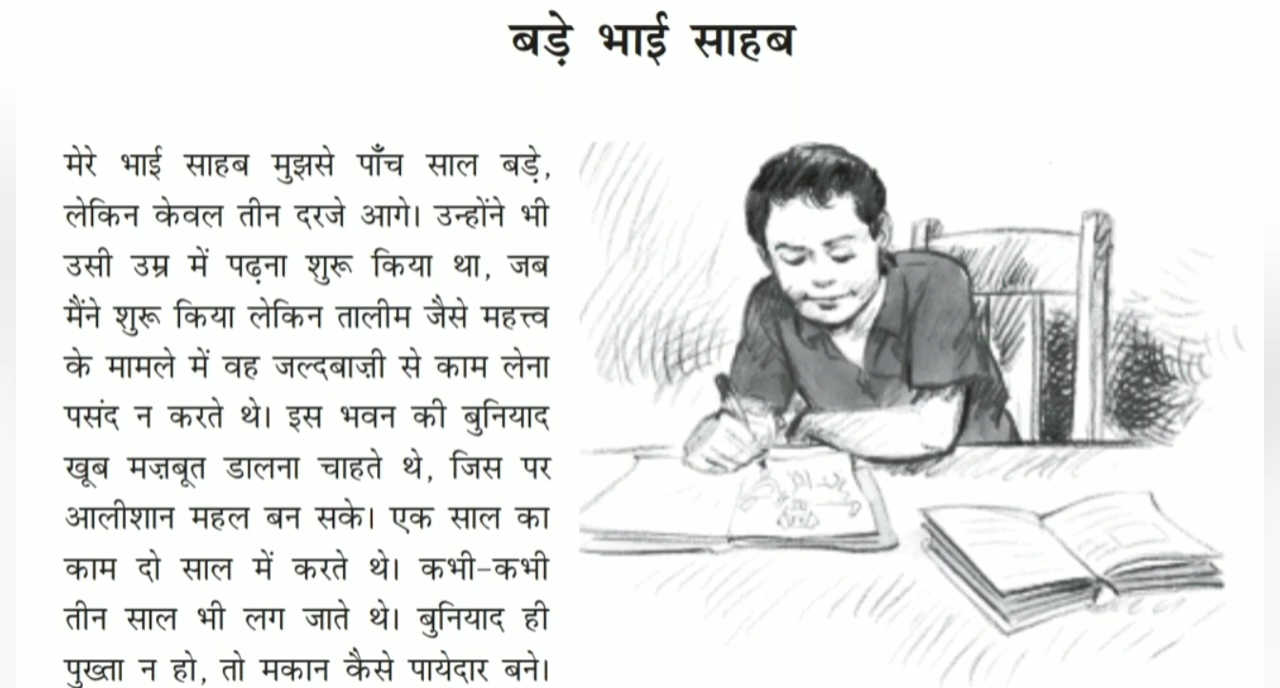 बड़े भाई साहब
मेरे भाई साहब मुझसे पाँच साल बड़े,
लेकिन केवल तीन दरजे आगे। उन्होंने भी
उसी उम्र में पढ़ना शुरू किया था, जब
मैंने शुरू किया लेकिन तालीम जैसे महत्त्व
के मामले में वह जल्दबाज़ी से काम लेना
पसंद न करते थे। इस भवन की बुनियाद
खूब मज़बूत डालना चाहते थे, जिस पर
आलीशान महल बन सके। एक साल का
काम दो साल में करते थे। कभी-कभी
तीन साल भी लग जाते थे। बुनियाद ही
पुख्ता न हो, तो मकान कैसे पायेदार बने।